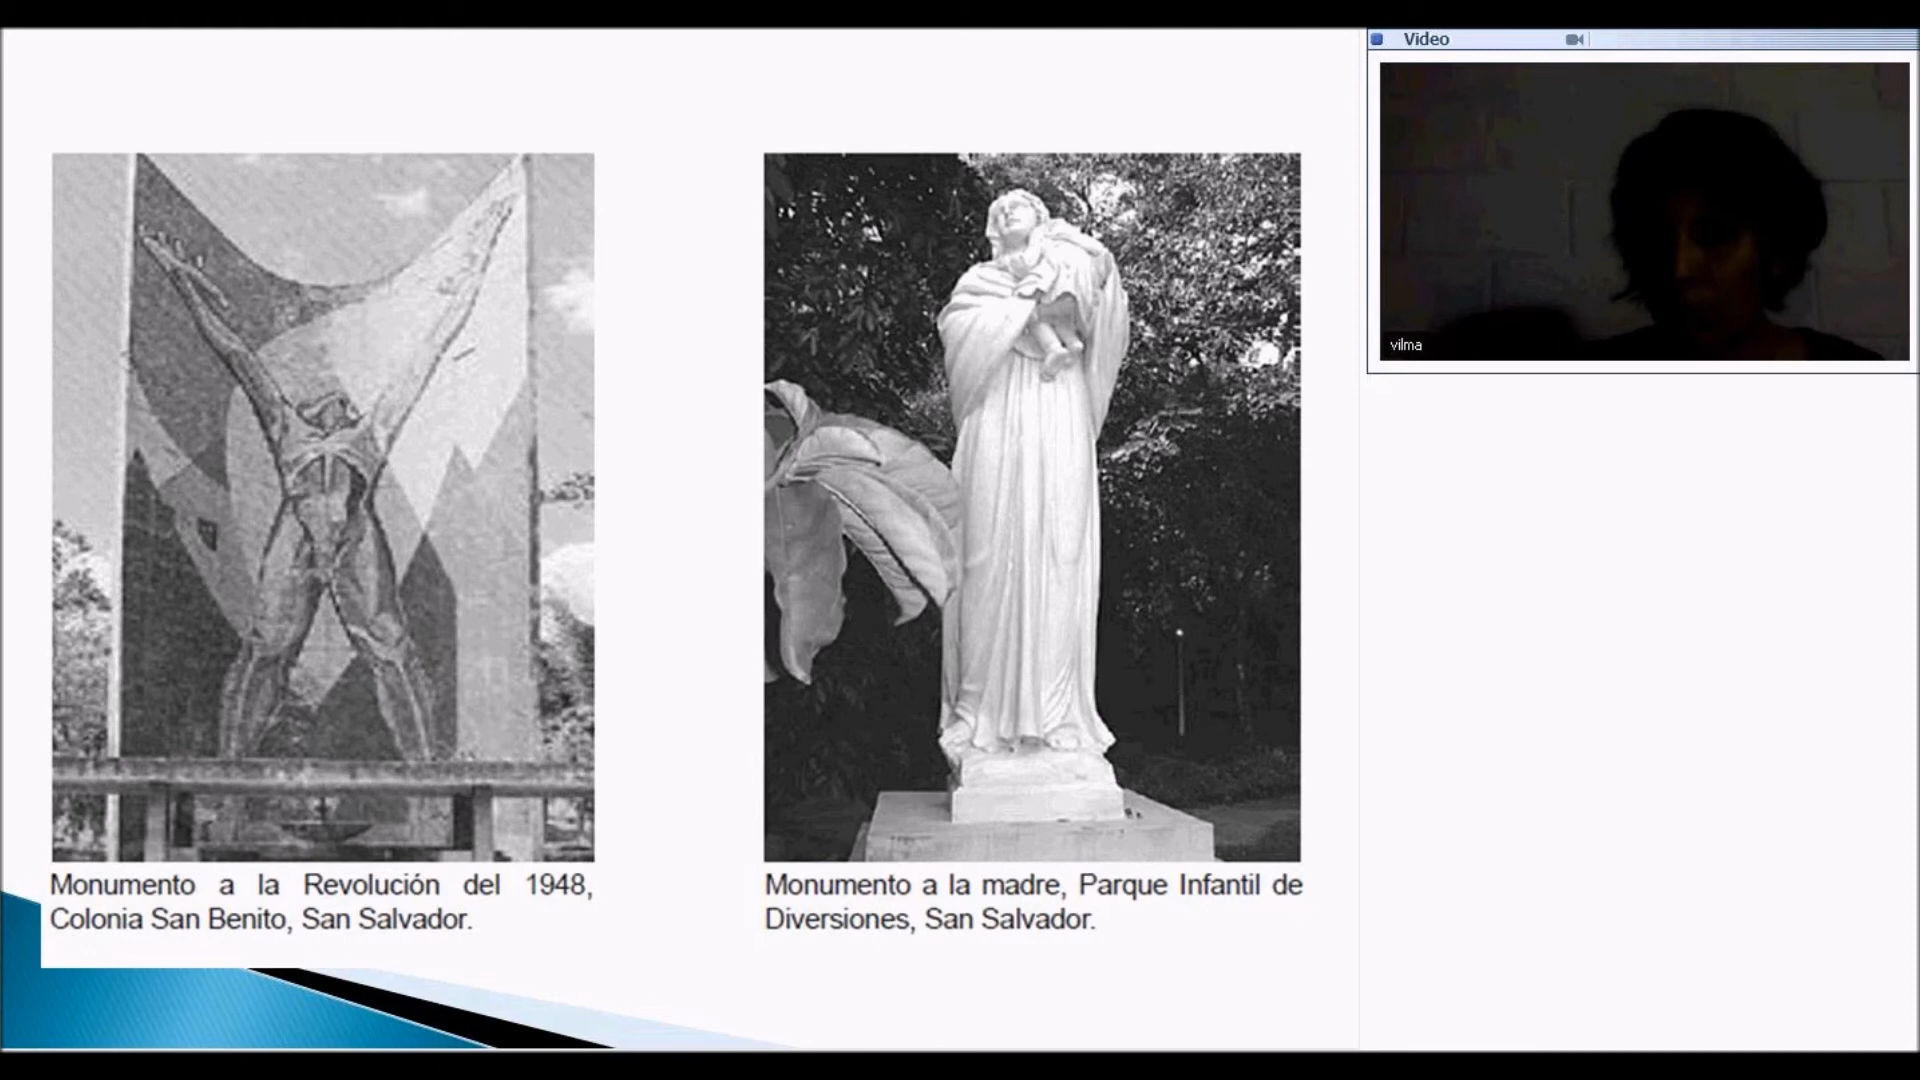 Video
vilma
Monumento a la Revolución del 1948,
Colonia San Benito, San Salvador.
Monumento a la madre, Parque Infantil de
Diversiones, San Salvador.